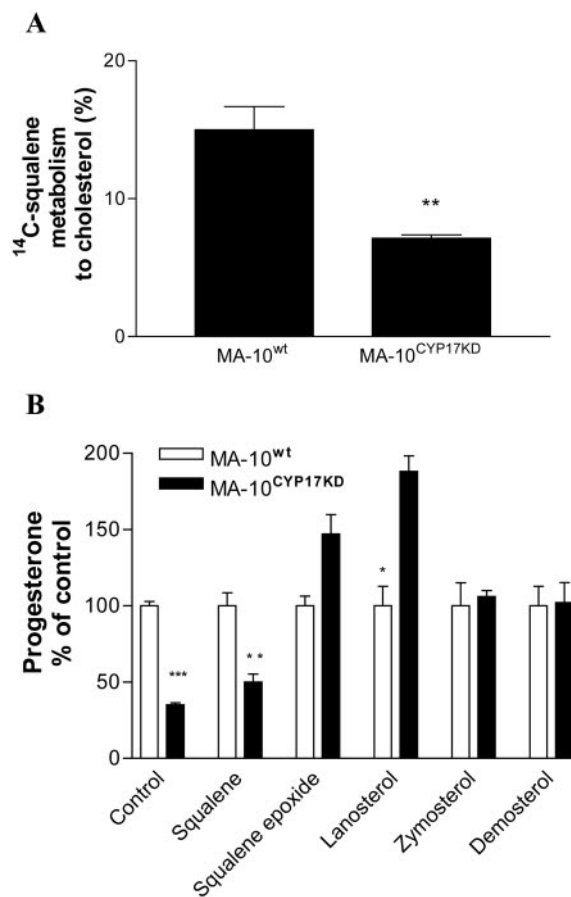 A
20
10
0
¹⁴C-squalene
metabolism
to cholesterol (%)
**
MA-10ʷᵗ
MA-10ᶜʸᴾ¹⁷ᴷᴰ
B
200
150
100
50
0
Progesterone
% of control
MA-10ʷᵗ
MA-10ᶜʸᴾ¹⁷ᴷᴰ
***
* *
*
Control
Squalene
Squalene epoxide
Lanosterol
Zymosterol
Demosterol